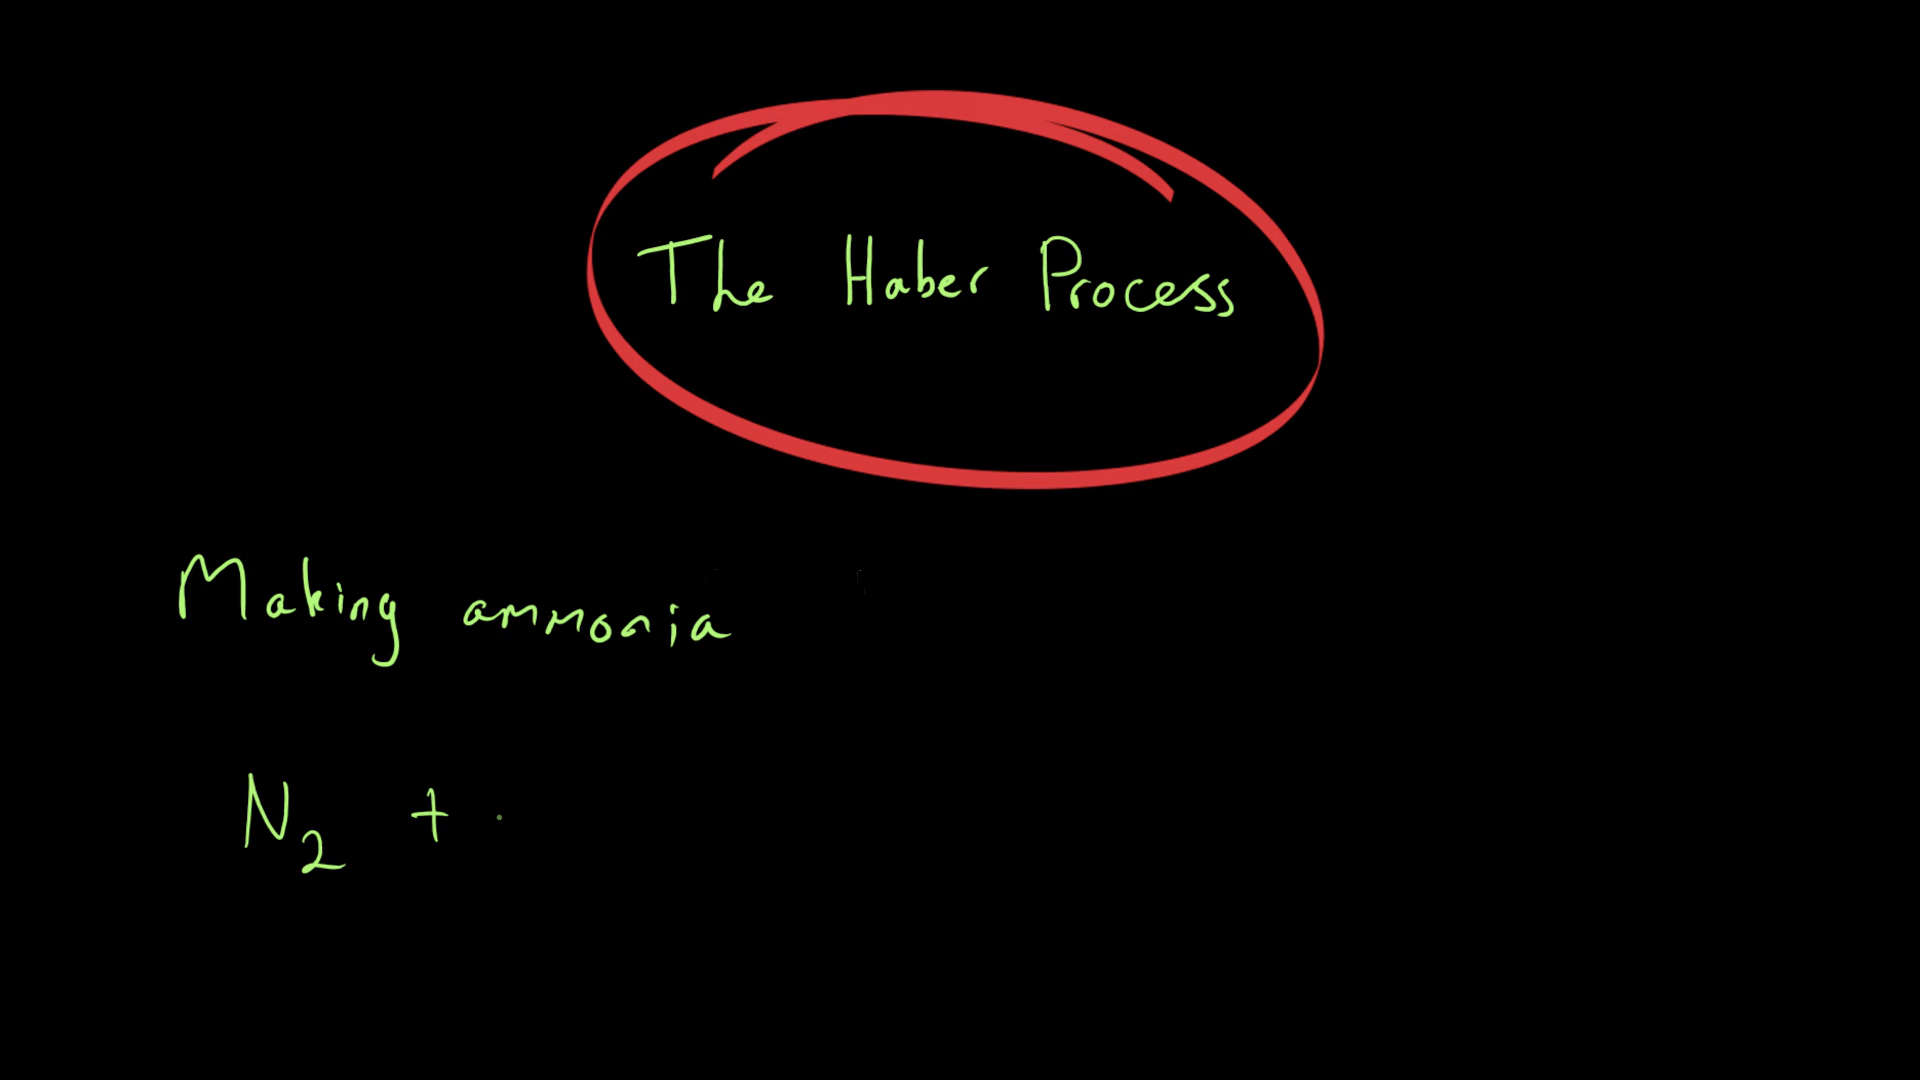 The Haber Process
Making ammonia
N₂ +